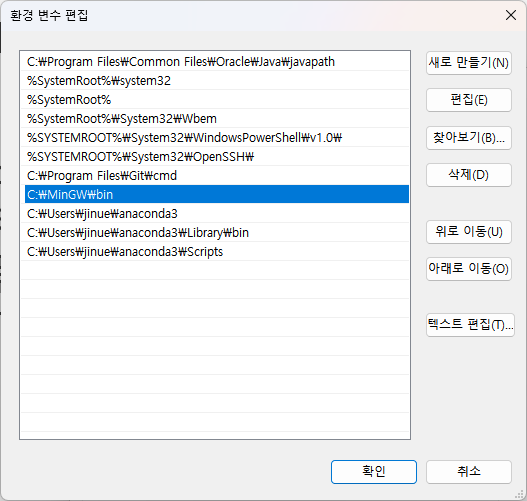 환경 변수 편집
C:₩Program Files₩Common Files₩Oracle₩Java₩javapath
%SystemRoot%₩system32
%SystemRoot%
%SystemRoot%₩System32₩Wbem
%SYSTEMROOT%₩System32₩WindowsPowerShell₩v1.0₩
%SYSTEMROOT%₩System32₩OpenSSH₩
C:₩Program Files₩Git₩cmd
C:₩MinGW₩bin
C:₩Users₩jinue₩anaconda3
C:₩Users₩jinue₩anaconda3₩Library₩bin
C:₩Users₩jinue₩anaconda3₩Scripts
새로 만들기(N)
편집(E)
찾아보기(B)...
삭제(D)
위로 이동(U)
아래로 이동(O)
텍스트 편집(T)...
확인
취소